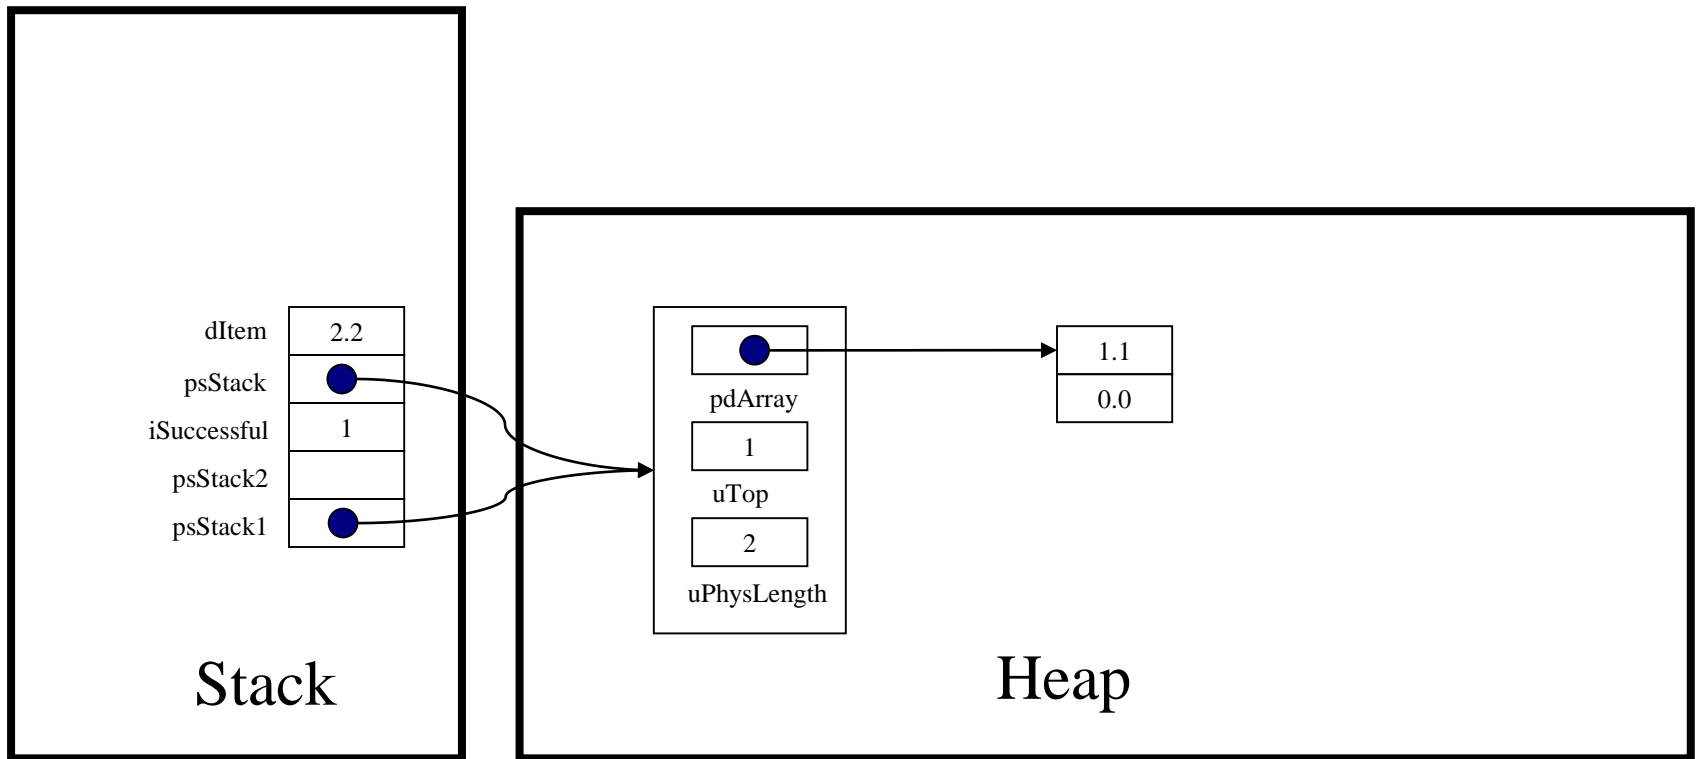 dItem 2.2
psStack
iSuccessful 1
psStack2
psStack1
Stack
pdArray
1
uTop
2
uPhysLength
1.1
0.0
Heap